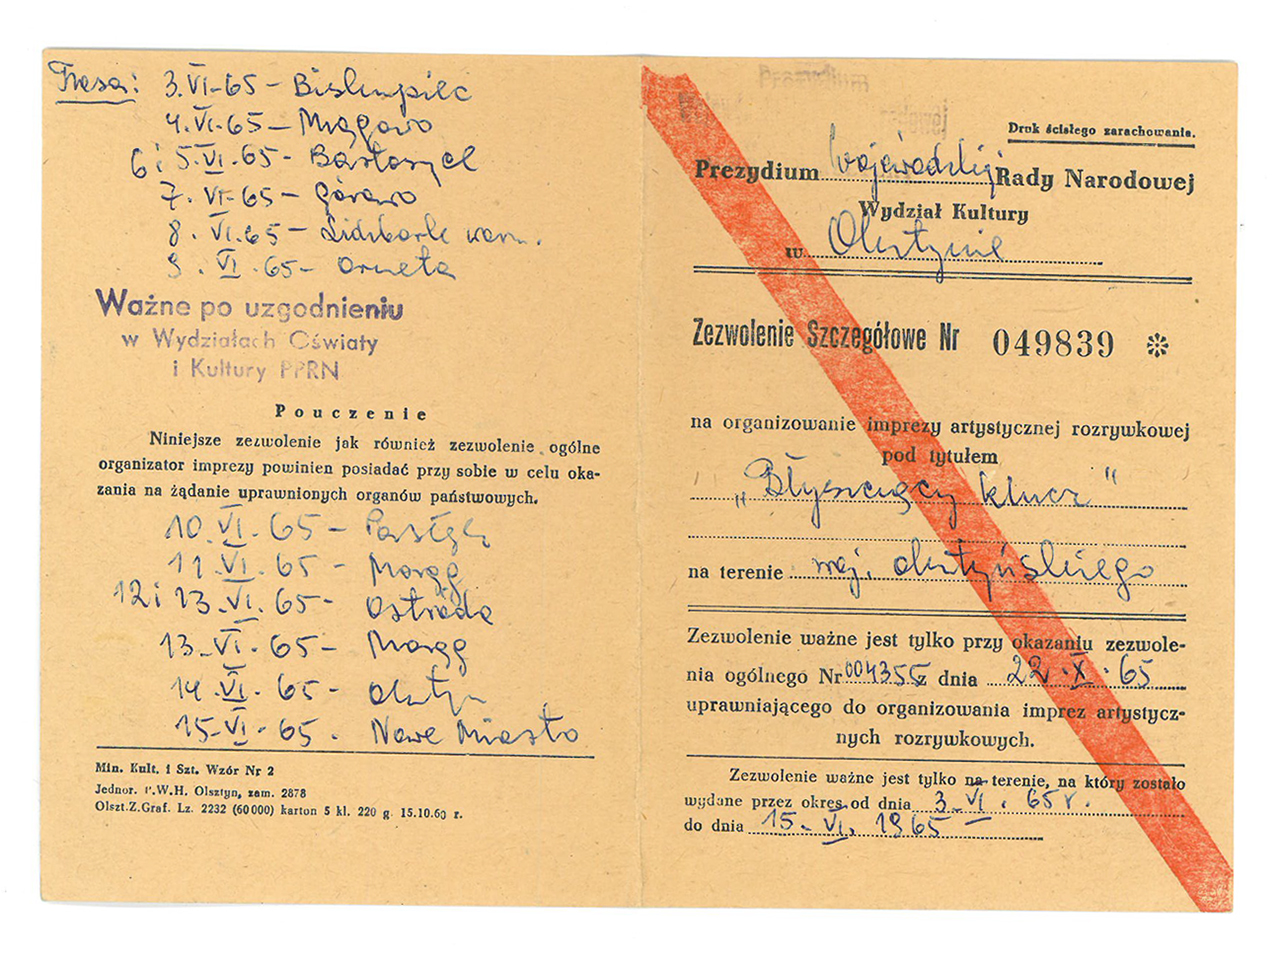 Trasa: 3.VI-65 - Biskupiec
4.VI.65 - Mrągowo
6 i 5.VI.65 - Bartoszyce
7.VI-65 - Górowo
8.VI.65 - Lidzbark warm.
9.VI.65 - Orneta
Ważne po uzgodnieniu
w Wydziałach Oświaty
i Kultury PPRN
Pouczenie
Niniejsze zezwolenie jak również zezwolenie ogólne
organizator imprezy powinien posiadać przy sobie w celu oka-
zania na żądanie uprawnionych organów państwowych.
10.VI.65 - Pasłęk
11.VI.65 - Morąg
12 i 13.VI.65 - Ostróda
13.VI.65 - Morąg
14.VI.65 - Olsztyn
15-VI-65 - Nowe Miasto
Min. Kult. i Szt. Wzór Nr 2
Jednor. P.W.H. Olsztyn, zam. 2878
Olszt.Z.Graf. Lz. 2232 (60000) karton 5 kl. 220 g. 15.10.60 r.
Prezydium
Druk ścisłego zarachowania.
Prezydium Wojewódzkiej Rady Narodowej
Wydział Kultury
w Olsztynie
Zezwolenie Szczegółowe Nr 049839
na organizowanie imprezy artystycznej rozrywkowej
pod tytułem
„Błyszczący klucz"
na terenie woj. olsztyńskiego
Zezwolenie ważne jest tylko przy okazaniu zezwole-
nia ogólnego Nr 004355 z dnia 22.X.65
uprawniającego do organizowania imprez artystycz-
nych rozrywkowych.
Zezwolenie ważne jest tylko na terenie, na który zostało
wydane przez okres od dnia 3.VI.65 r.
do dnia 15.VI.1965